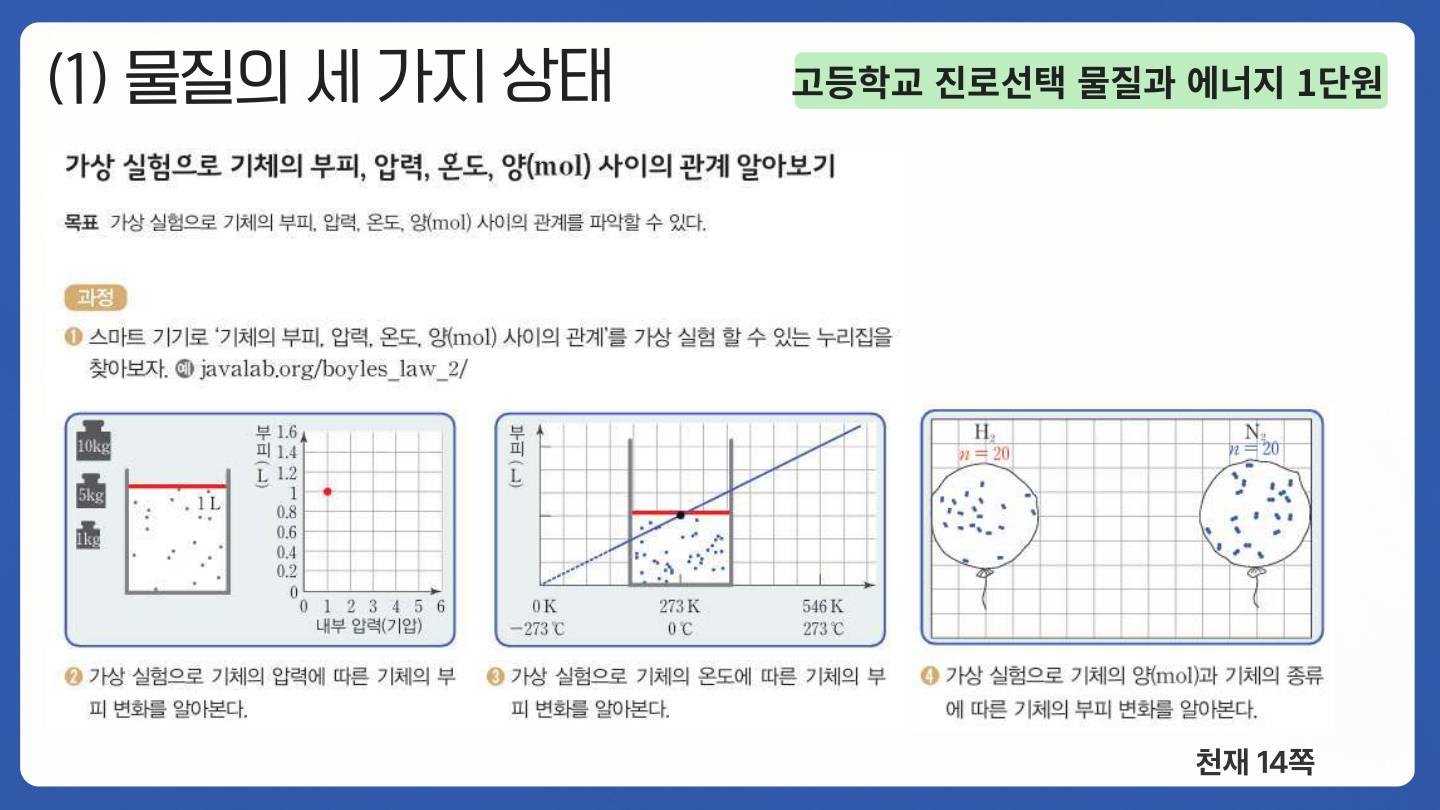 (1) 물질의 세 가지 상태
고등학교 진로선택 물질과 에너지 1단원
가상 실험으로 기체의 부피, 압력, 온도, 양(mol) 사이의 관계 알아보기
목표 가상 실험으로 기체의 부피, 압력, 온도, 양(mol) 사이의 관계를 파악할 수 있다.
과정
❶ 스마트 기기로 ‘기체의 부피, 압력, 온도, 양(mol) 사이의 관계’를 가상 실험 할 수 있는 누리집을
찾아보자. 예 javalab.org/boyles_law_2/
10kg
5kg
1kg
1 L
부피(L)
1.6
1.4
1.2
1
0.8
0.6
0.4
0.2
0
0 1 2 3 4 5 6
내부 압력(기압)
❷ 가상 실험으로 기체의 압력에 따른 기체의 부
피 변화를 알아본다.
부피(L)
0 K 273 K 546 K
−273 ℃ 0 ℃ 273 ℃
❸ 가상 실험으로 기체의 온도에 따른 기체의 부
피 변화를 알아본다.
H₂
n = 20
N₂
n = 20
❹ 가상 실험으로 기체의 양(mol)과 기체의 종류
에 따른 기체의 부피 변화를 알아본다.
천재 14쪽